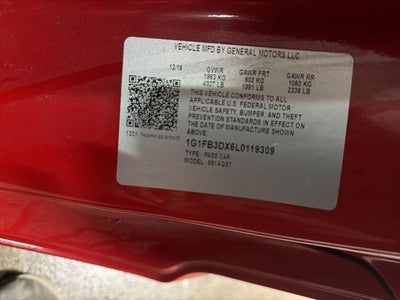 VEHICLE MFD BY GENERAL MOTORS LLC
12/19 GVWR GAWR FRT GAWR RR
1963 KG 903 KG 1060 KG
4327 LB 1991 LB 2336 LB
THIS VEHICLE CONFORMS TO ALL
APPLICABLE U.S. FEDERAL MOTOR
VEHICLE SAFETY, BUMPER, AND THEFT
PREVENTION STANDARDS IN EFFECT ON THE
DATE OF MANUFACTURE SHOWN ABOVE.
1301
1G1FB3DX6L0119309
TYPE: PASS CAR
MODEL: